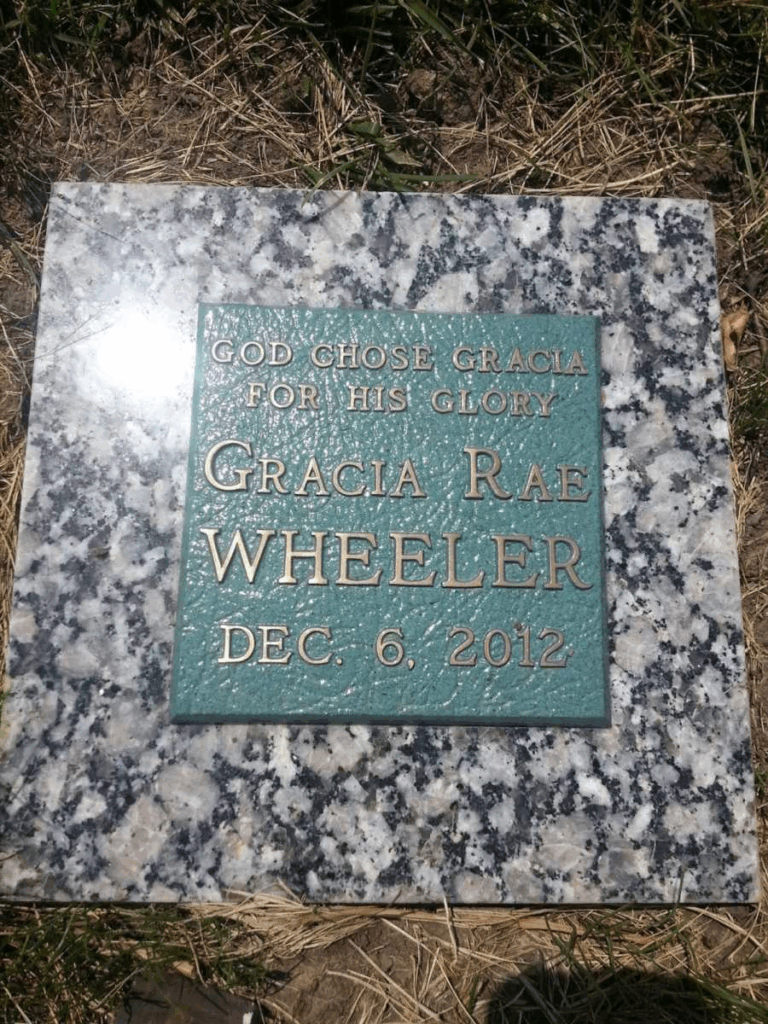 GOD CHOSE GRACIA
FOR HIS GLORY
GRACIA RAE
WHEELER
DEC. 6, 2012